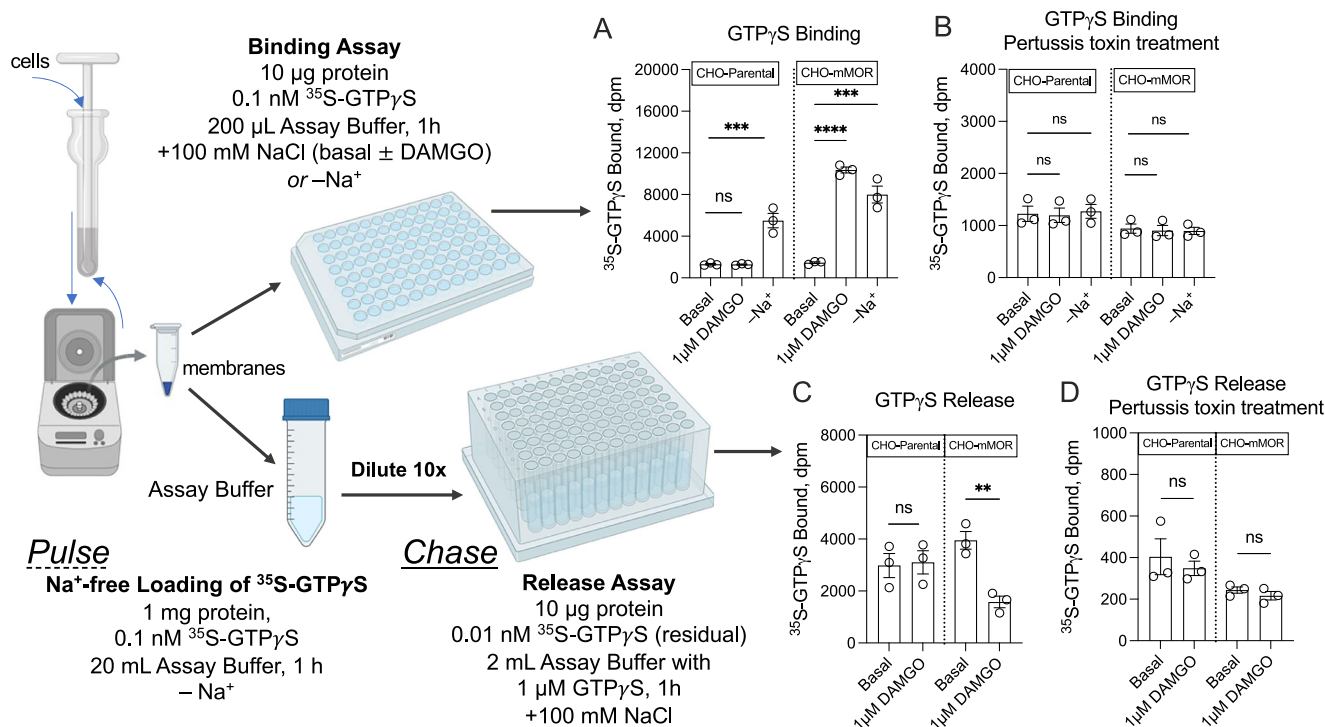 cells
Binding Assay
10 µg protein
0.1 nM ³⁵S-GTPγS
200 µL Assay Buffer, 1h
+100 mM NaCl (basal ± DAMGO)
or –Na⁺
membranes
Assay Buffer
Dilute 10x
Pulse
Na⁺-free Loading of ³⁵S-GTPγS
1 mg protein,
0.1 nM ³⁵S-GTPγS
20 mL Assay Buffer, 1 h
– Na⁺
Chase
Release Assay
10 µg protein
0.01 nM ³⁵S-GTPγS (residual)
2 mL Assay Buffer with
1 µM GTPγS, 1h
+100 mM NaCl
A
GTPγS Binding
³⁵S-GTPγS Bound, dpm
20000
16000
12000
8000
4000
0
CHO-Parental
CHO-mMOR
ns
***
****
***
Basal
1µM DAMGO
–Na⁺
Basal
1µM DAMGO
–Na⁺
B
GTPγS Binding
Pertussis toxin treatment
³⁵S-GTPγS Bound, dpm
4000
3000
2000
1000
0
CHO-Parental
CHO-mMOR
ns
ns
ns
ns
Basal
1µM DAMGO
–Na⁺
Basal
1µM DAMGO
–Na⁺
C
GTPγS Release
³⁵S-GTPγS Bound, dpm
8000
6000
4000
2000
0
CHO-Parental
CHO-mMOR
ns
**
Basal
1µM DAMGO
Basal
1µM DAMGO
D
GTPγS Release
Pertussis toxin treatment
³⁵S-GTPγS Bound, dpm
1000
800
600
400
200
0
CHO-Parental
CHO-mMOR
ns
ns
Basal
1µM DAMGO
Basal
1µM DAMGO